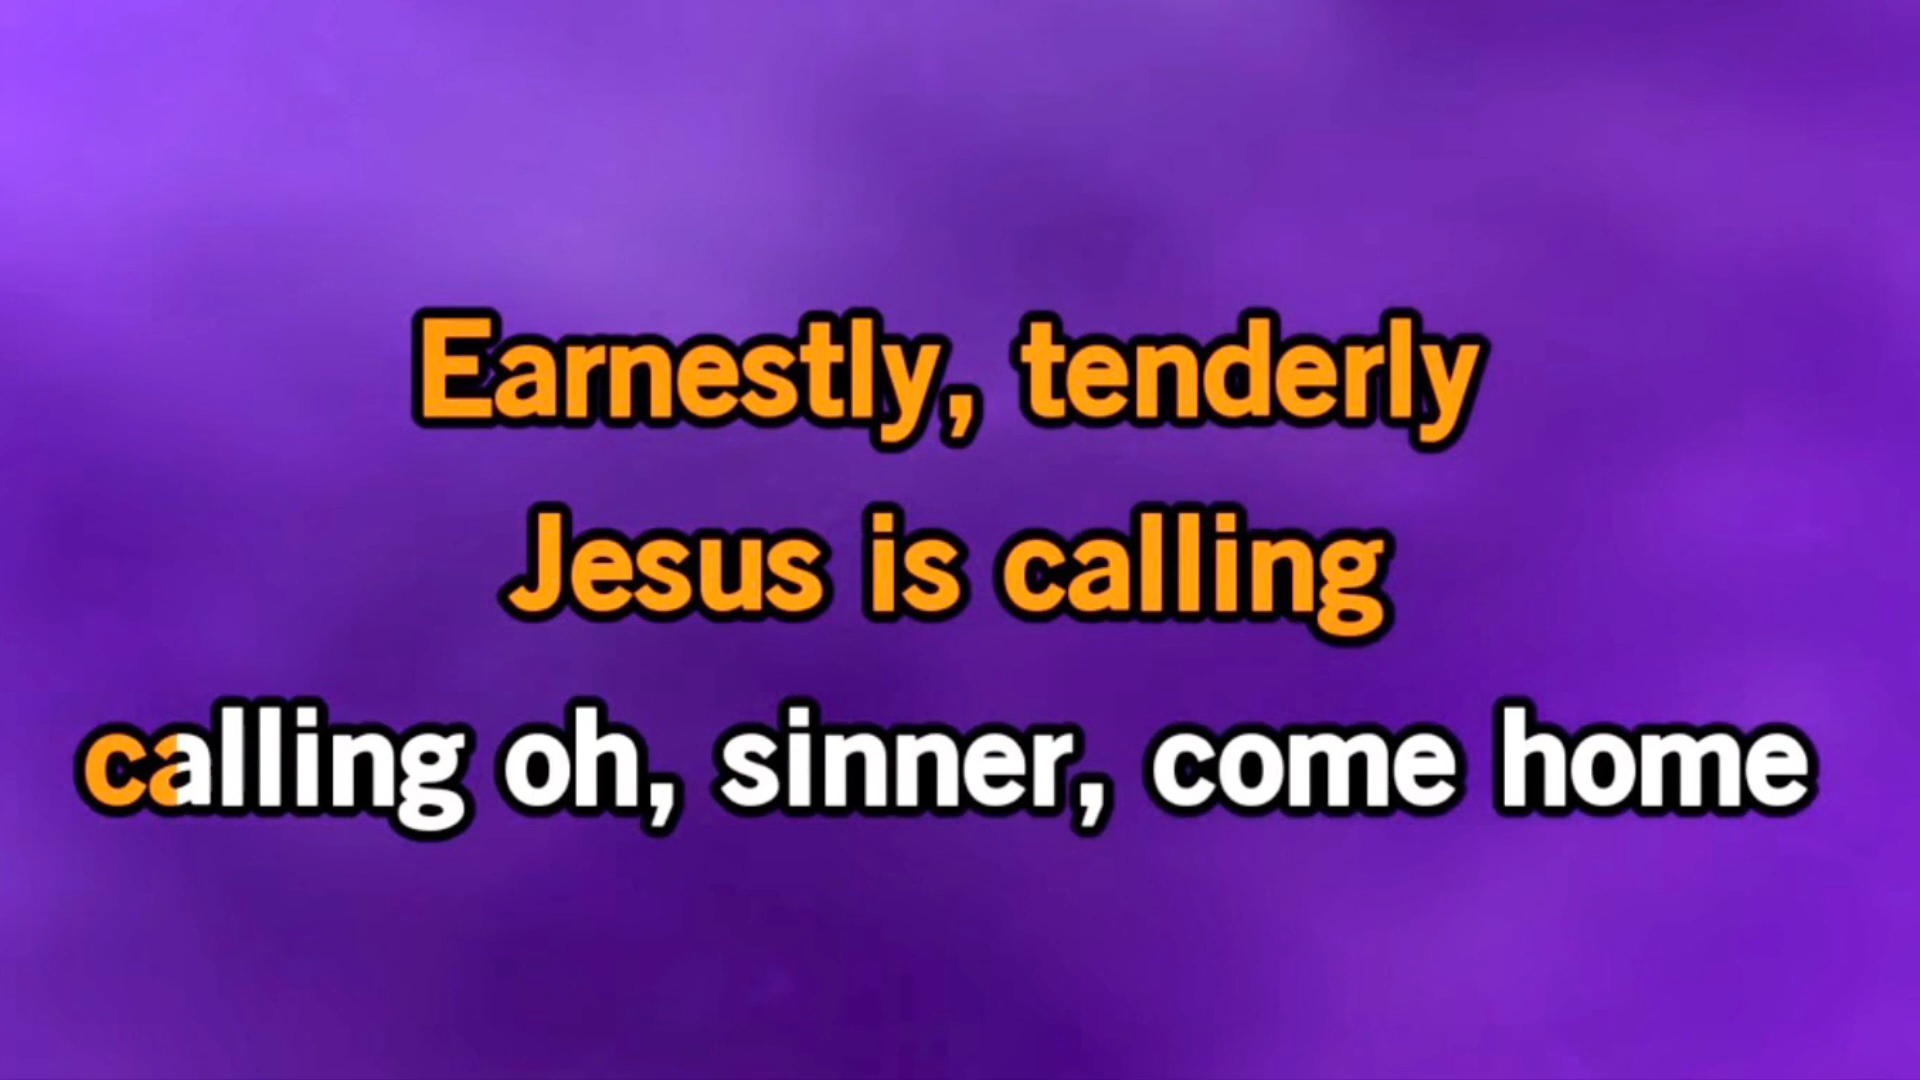 Earnestly, tenderly
Jesus is calling
calling oh, sinner, come home